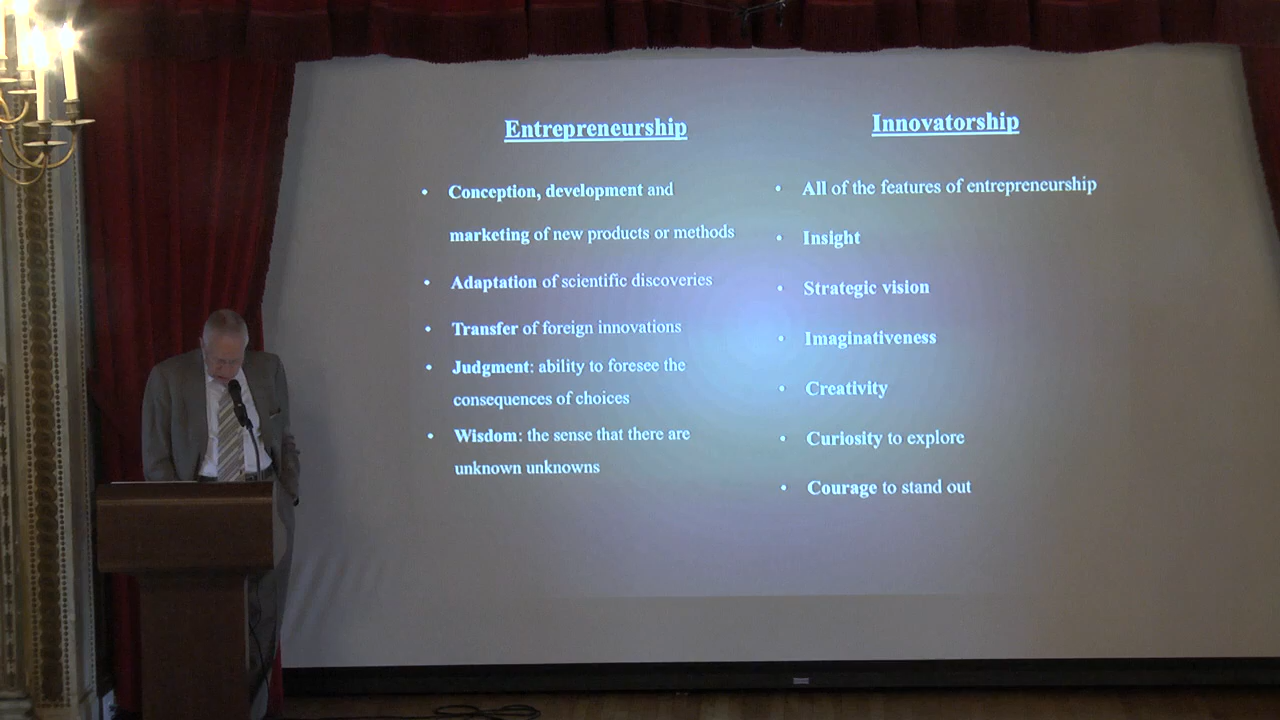 Entrepreneurship
• Conception, development and
marketing of new products or methods
• Adaptation of scientific discoveries
• Transfer of foreign innovations
• Judgment: ability to foresee the
consequences of choices
• Wisdom: the sense that there are
unknown unknowns
Innovatorship
• All of the features of entrepreneurship
• Insight
• Strategic vision
• Imaginativeness
• Creativity
• Curiosity to explore
• Courage to stand out